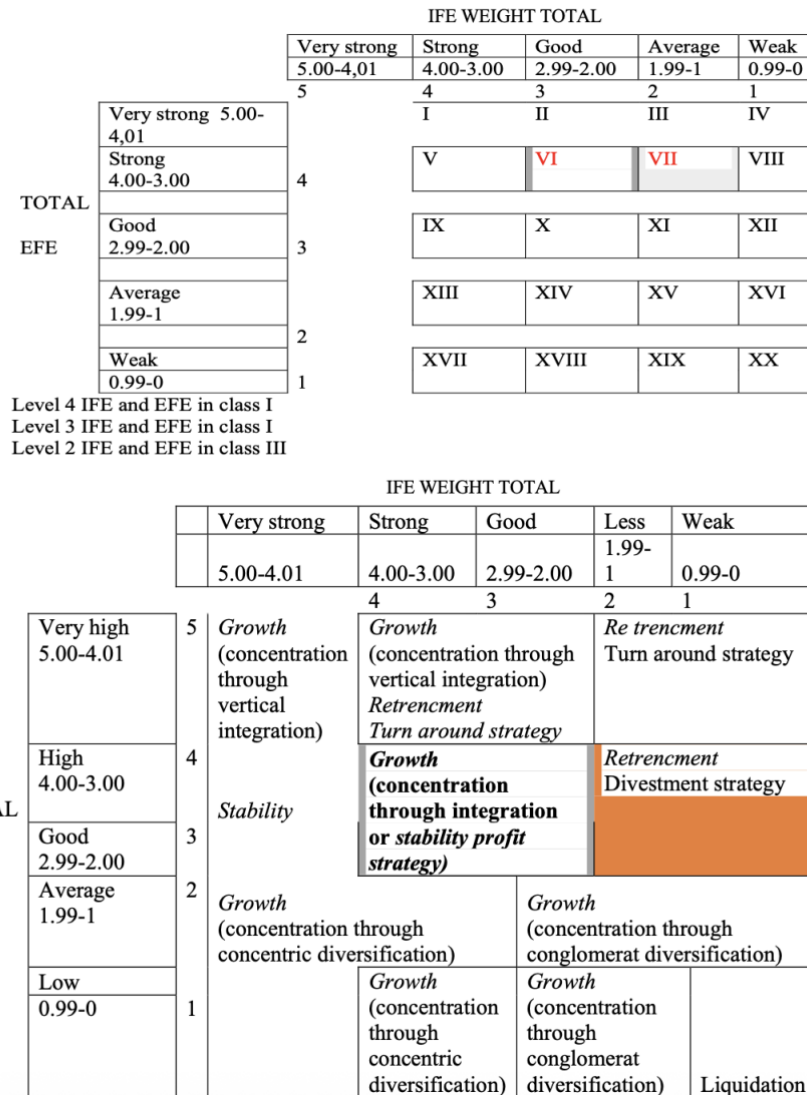 IFE WEIGHT TOTAL
Very strong Strong Good Average Weak
5.00-4,01 4.00-3.00 2.99-2.00 1.99-1 0.99-0
5 4 3 2 1
Very strong 5.00-
4,01
I II III IV
Strong
4.00-3.00 4
V VI VII VIII
TOTAL
EFE
Good
2.99-2.00 3
IX X XI XII
Average
1.99-1
XIII XIV XV XVI
2
Weak
0.99-0 1
XVII XVIII XIX XX
Level 4 IFE and EFE in class I
Level 3 IFE and EFE in class I
Level 2 IFE and EFE in class III
IFE WEIGHT TOTAL
Very strong Strong Good Less Weak
5.00-4.01 4.00-3.00 2.99-2.00 1.99-1 0.99-0
4 3 2 1
Very high
5.00-4.01
5
Growth
(concentration
through
vertical
integration)
Growth
(concentration through
vertical integration)
Retrencment
Turn around strategy
Re trencment
Turn around strategy
High
4.00-3.00
4
AL
Stability
Growth
(concentration
through integration
or stability profit
strategy)
Retrencment
Divestment strategy
Good
2.99-2.00
3
Average
1.99-1
2
Growth
(concentration through
concentric diversification)
Growth
(concentration through
conglomerat diversification)
Low
0.99-0
1
Growth
(concentration
through
concentric
diversification)
Growth
(concentration
through
conglomerat
diversification)
Liquidation